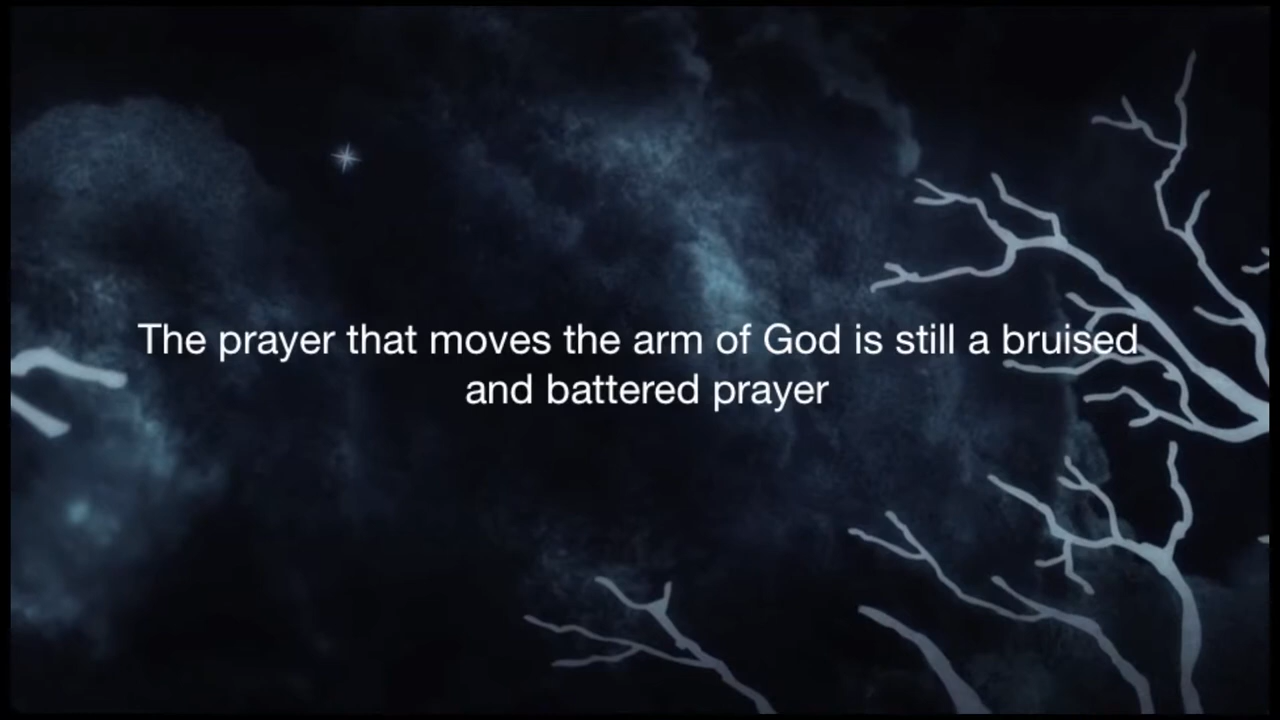 The prayer that moves the arm of God is still a bruised
and battered prayer